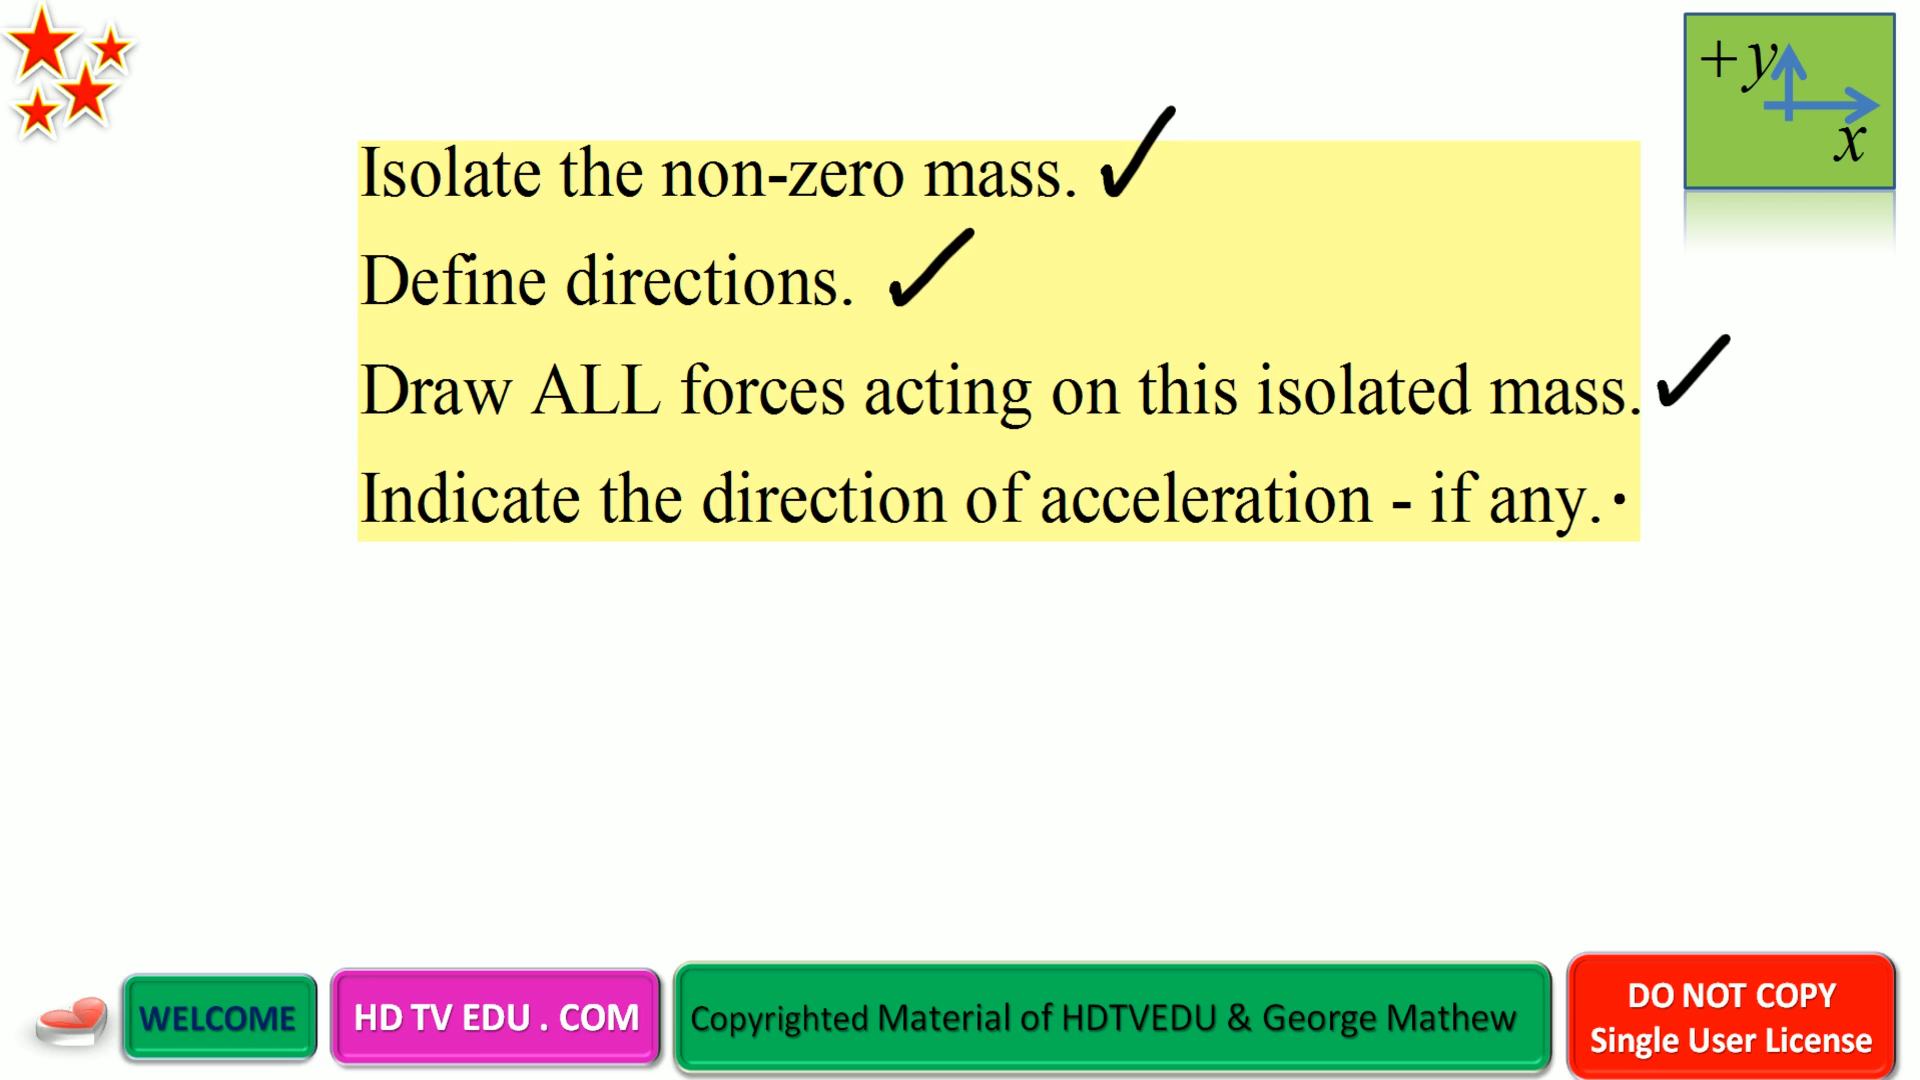 +y
x
Isolate the non-zero mass. ✓
Define directions. ✓
Draw ALL forces acting on this isolated mass. ✓
Indicate the direction of acceleration - if any.
WELCOME
HD TV EDU . COM
Copyrighted Material of HDTVEDU & George Mathew
DO NOT COPY
Single User License